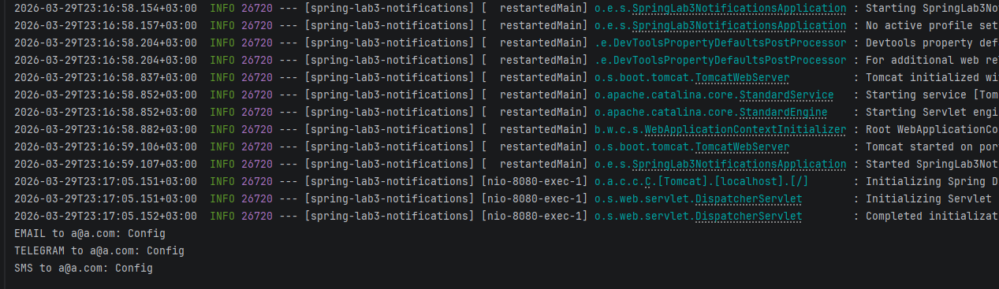 2026-03-29T23:16:58.154+03:00  INFO 26720 --- [spring-lab3-notifications] [  restartedMain] o.e.s.SpringLab3NotificationsApplication : Starting SpringLab3No
2026-03-29T23:16:58.157+03:00  INFO 26720 --- [spring-lab3-notifications] [  restartedMain] o.e.s.SpringLab3NotificationsApplication : No active profile set
2026-03-29T23:16:58.204+03:00  INFO 26720 --- [spring-lab3-notifications] [  restartedMain] .e.DevToolsPropertyDefaultsPostProcessor : Devtools property def
2026-03-29T23:16:58.204+03:00  INFO 26720 --- [spring-lab3-notifications] [  restartedMain] .e.DevToolsPropertyDefaultsPostProcessor : For additional web re
2026-03-29T23:16:58.837+03:00  INFO 26720 --- [spring-lab3-notifications] [  restartedMain] o.s.boot.tomcat.TomcatWebServer          : Tomcat initialized wi
2026-03-29T23:16:58.852+03:00  INFO 26720 --- [spring-lab3-notifications] [  restartedMain] o.apache.catalina.core.StandardService   : Starting service [Tom
2026-03-29T23:16:58.852+03:00  INFO 26720 --- [spring-lab3-notifications] [  restartedMain] o.apache.catalina.core.StandardEngine    : Starting Servlet engi
2026-03-29T23:16:58.882+03:00  INFO 26720 --- [spring-lab3-notifications] [  restartedMain] b.w.c.s.WebApplicationContextInitializer : Root WebApplicationCo
2026-03-29T23:16:59.106+03:00  INFO 26720 --- [spring-lab3-notifications] [  restartedMain] o.s.boot.tomcat.TomcatWebServer          : Tomcat started on por
2026-03-29T23:16:59.107+03:00  INFO 26720 --- [spring-lab3-notifications] [  restartedMain] o.e.s.SpringLab3NotificationsApplication : Started SpringLab3Not
2026-03-29T23:17:05.151+03:00  INFO 26720 --- [spring-lab3-notifications] [nio-8080-exec-1] o.a.c.c.C.[Tomcat].[localhost].[/]       : Initializing Spring D
2026-03-29T23:17:05.151+03:00  INFO 26720 --- [spring-lab3-notifications] [nio-8080-exec-1] o.s.web.servlet.DispatcherServlet        : Initializing Servlet
2026-03-29T23:17:05.152+03:00  INFO 26720 --- [spring-lab3-notifications] [nio-8080-exec-1] o.s.web.servlet.DispatcherServlet        : Completed initializat
EMAIL to a@a.com: Config
TELEGRAM to a@a.com: Config
SMS to a@a.com: Config